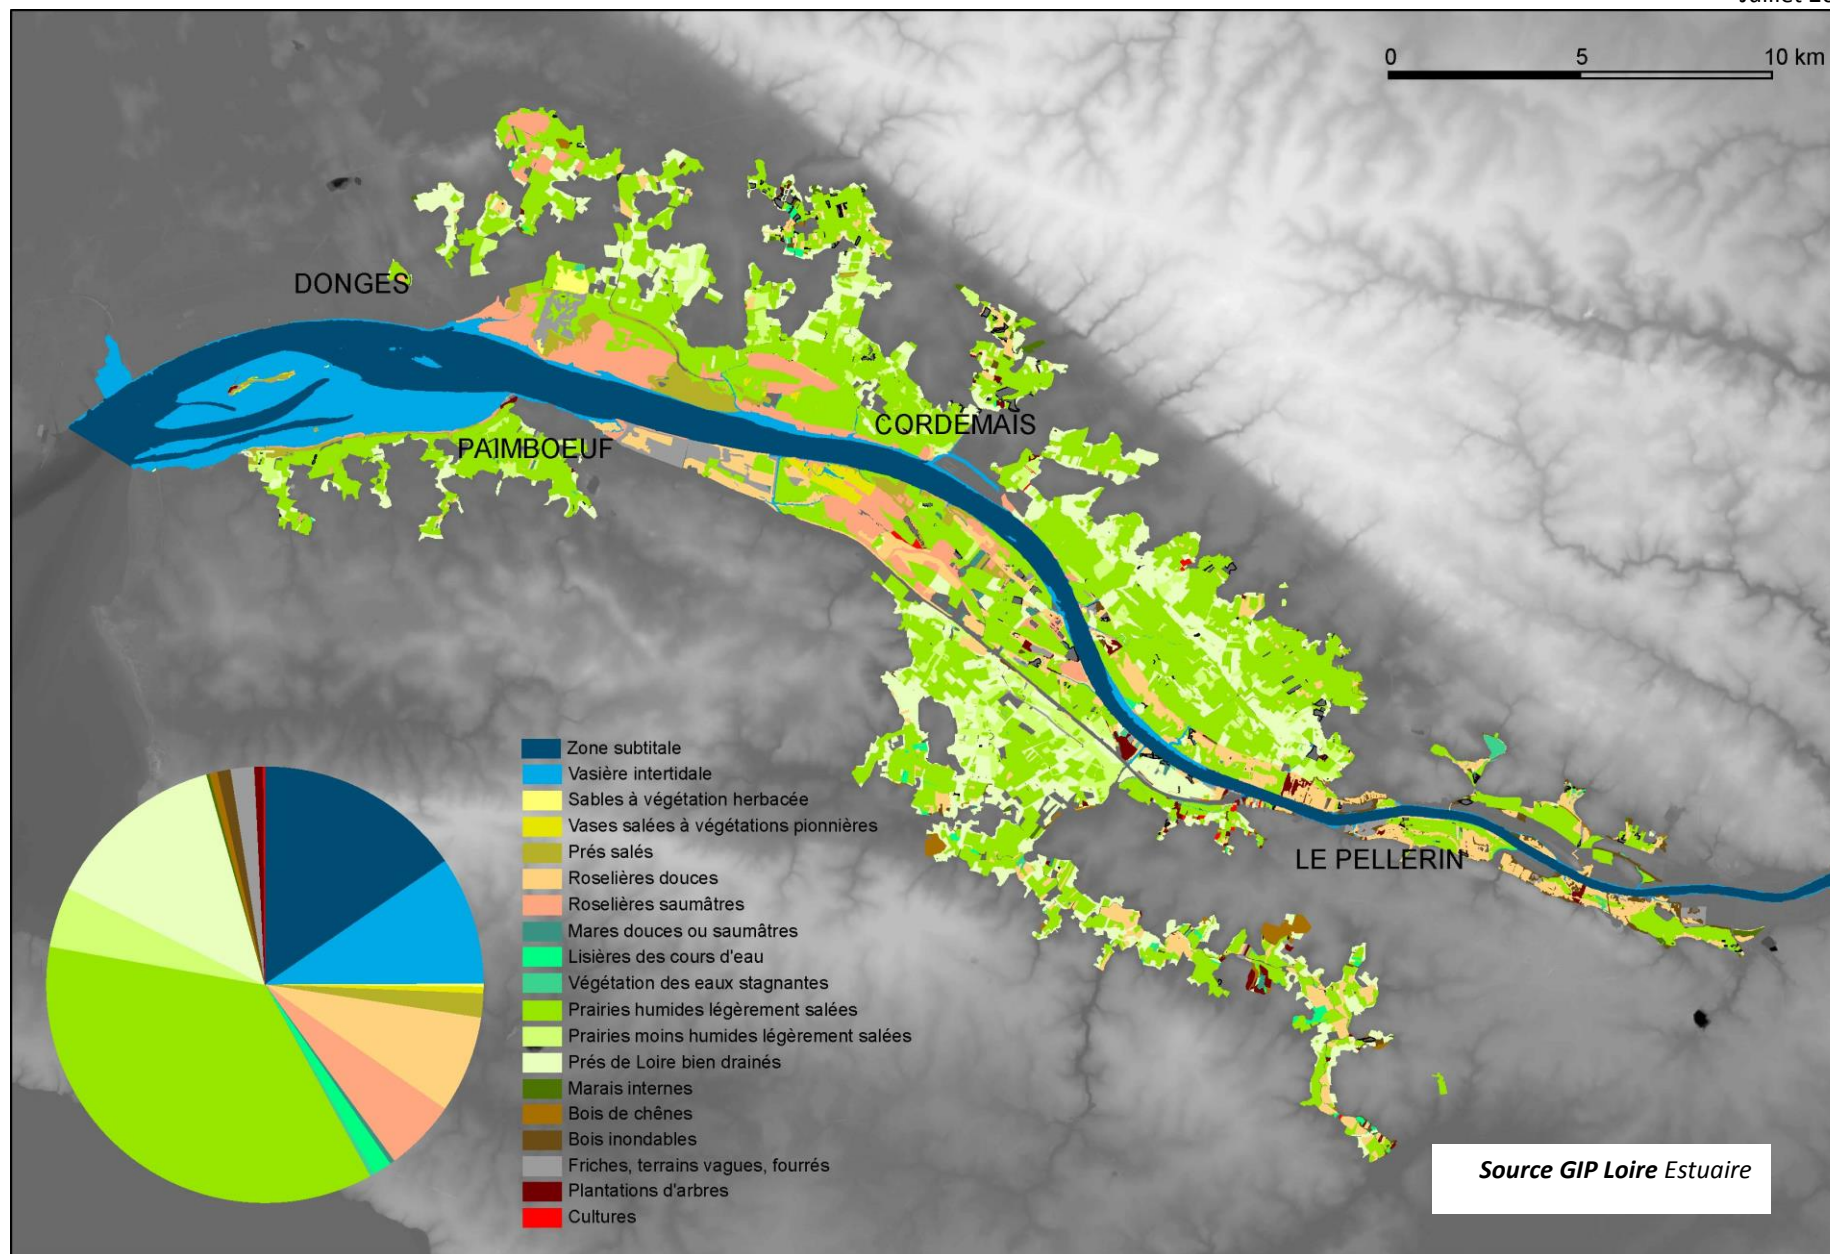 Juillet
0 5 10 km
DONGES
PAIMBOEUF
CORDEMAIS
LE PELLERIN
Zone subtitale
Vasière intertidale
Sables à végétation herbacée
Vases salées à végétations pionnières
Prés salés
Roselières douces
Roselières saumâtres
Mares douces ou saumâtres
Lisières des cours d'eau
Végétation des eaux stagnantes
Prairies humides légèrement salées
Prairies moins humides légèrement salées
Prés de Loire bien drainés
Marais internes
Bois de chênes
Bois inondables
Friches, terrains vagues, fourrés
Plantations d'arbres
Cultures
Source GIP Loire Estuaire